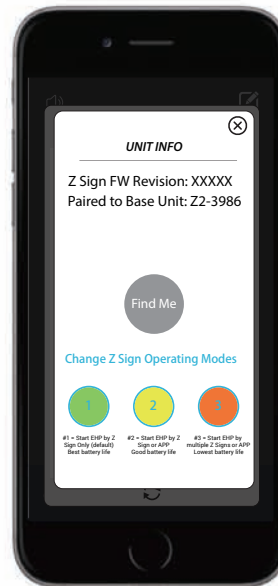 UNIT INFO
Z Sign FW Revision: XXXXX
Paired to Base Unit: Z2-3986
Find Me
Change Z Sign Operating Modes
1
2
3
#1 = Start EHP by Z
Sign Only (default)
Best battery life
#2 = Start EHP by Z
Sign or APP
Good battery life
#3 = Start EHP by
multiple Z Signs or APP
Lowest battery life